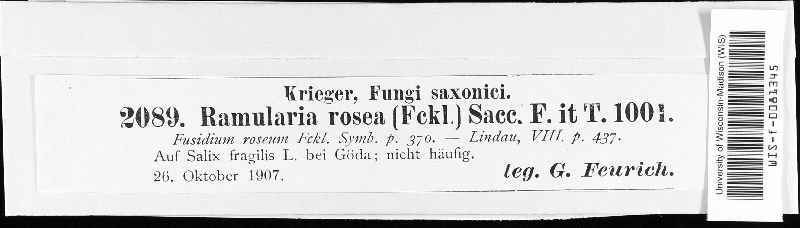 Krieger, Fungi saxonici.
2089. Ramularia rosea (Fckl.) Sacc. F. it T. 1001.
Fusidium roseum Fckl. Symb. p. 370. — Lindau, VIII. p. 437.
Auf Salix fragilis L. bei Göda; nicht häufig.
26. Oktober 1907. leg. G. Feurich.
University of Wisconsin-Madison (WIS)
WIS-f-0081345